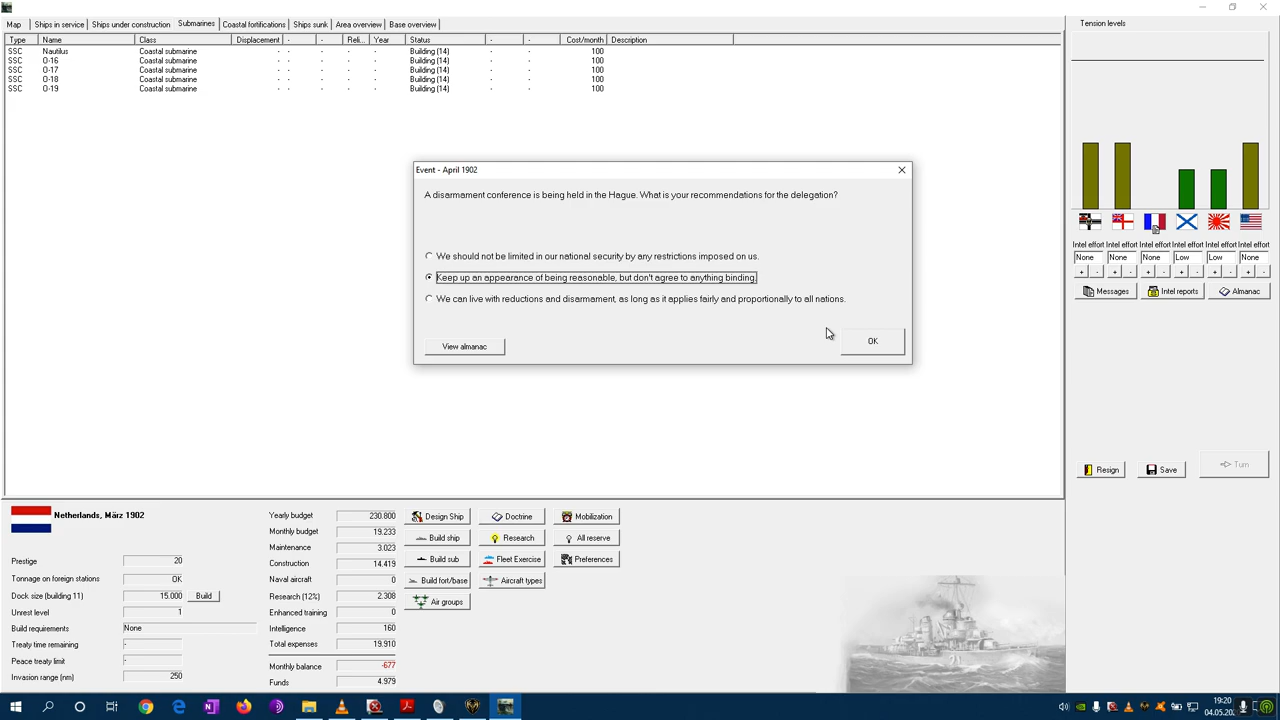 Map Ships in service Ships under construction Submarines Coastal fortifications Ships sunk Area overview Base overview
Type Name Class Displacement - - Reli... Year Status - - Cost/month Description
SSC Nautilus Coastal submarine - - - - Building (14) - - 100
SSC O-16 Coastal submarine - - - - Building (14) - - 100
SSC O-17 Coastal submarine - - - - Building (14) - - 100
SSC O-18 Coastal submarine - - - - Building (14) - - 100
SSC O-19 Coastal submarine - - - - Building (14) - - 100
Tension levels
Event - April 1902
A disarmament conference is being held in the Hague. What is your recommendations for the delegation?
We should not be limited in our national security by any restrictions imposed on us.
Keep up an appearance of being reasonable, but don't agree to anything binding.
We can live with reductions and disarmament, as long as it applies fairly and proportionally to all nations.
View almanac OK
Intel effort Intel effort Intel effort Intel effort Intel effort Intel effort
None None None Low Low None
+ - + - + - + - + - + -
Messages Intel reports Almanac
Resign Save Turn
Netherlands, März 1902
Prestige 20
Tonnage on foreign stations OK
Dock size (building 11) 15.000 Build
Unrest level 1
Build requirements None
Treaty time remaining -
Peace treaty limit -
Invasion range (nm) 250
Yearly budget 230.800
Monthly budget 19.233
Maintenance 3.023
Construction 14.419
Naval aircraft 0
Research (12%) 2.308
Enhanced training 0
Intelligence 160
Total expenses 19.910
Monthly balance -677
Funds 4.979
Design Ship Doctrine Mobilization
Build ship Research All reserve
Build sub Fleet Exercise Preferences
Build fort/base Aircraft types
Air groups
19:20
04.05.20